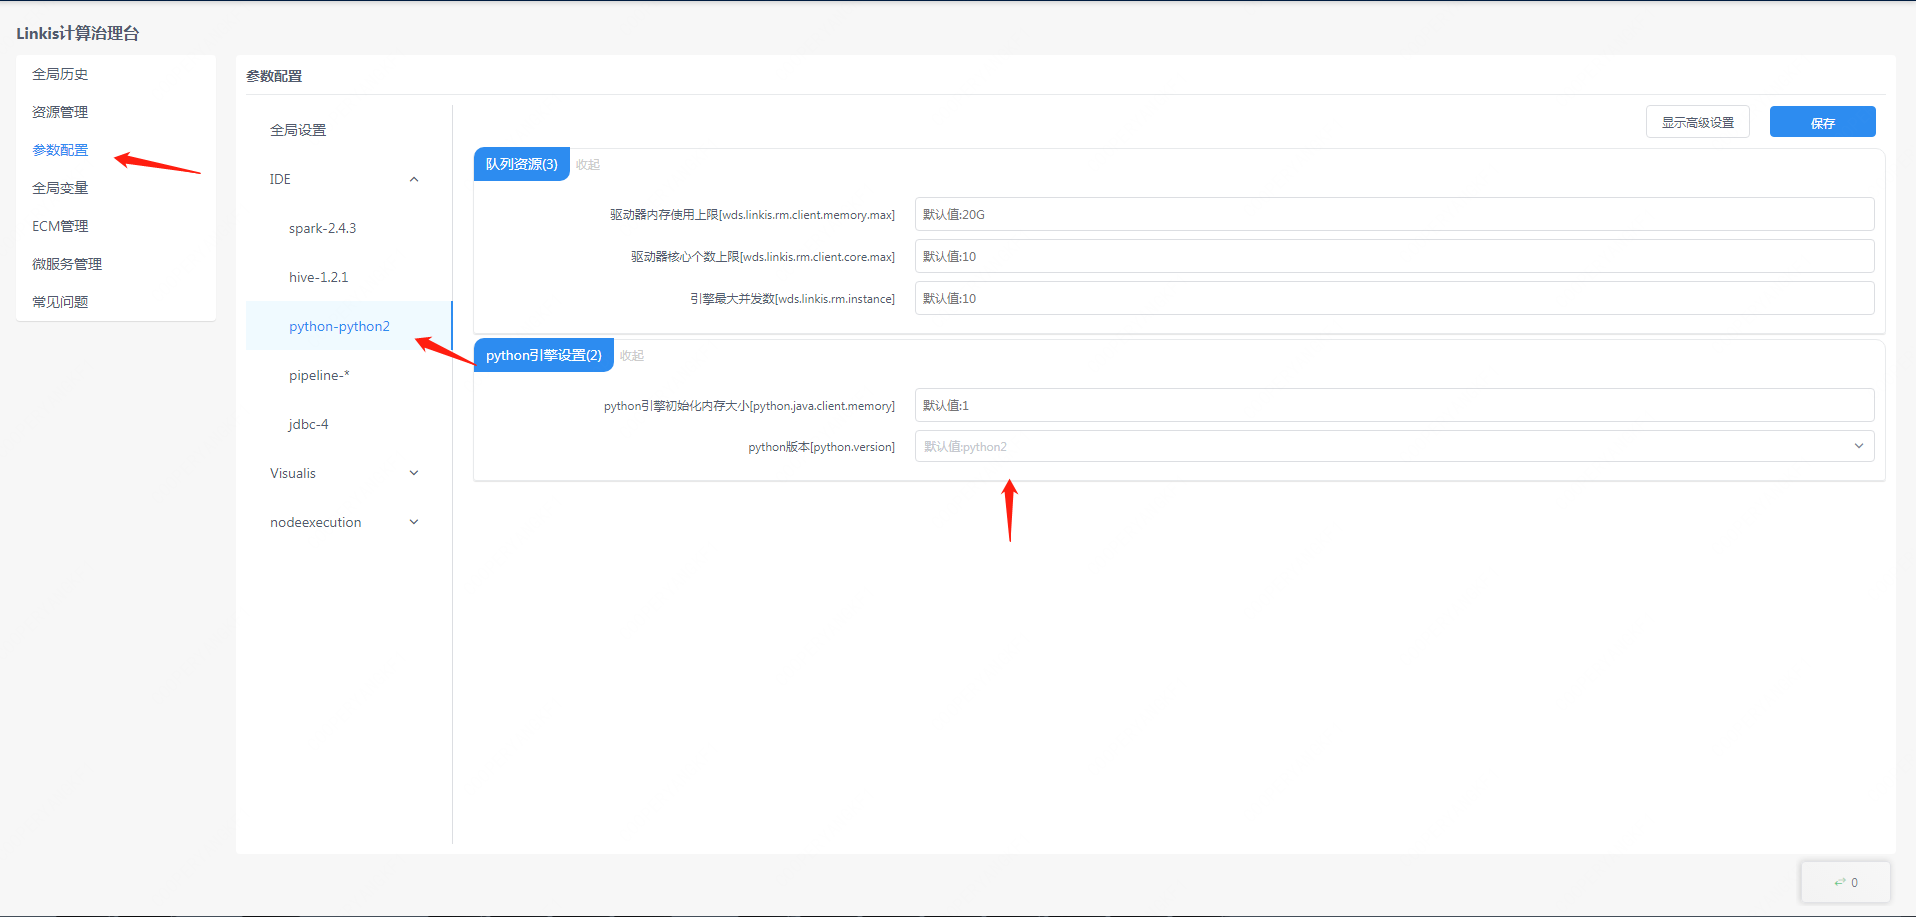 Linkis计算治理台
全局历史
资源管理
参数配置
全局变量
ECM管理
微服务管理
常见问题
参数配置
全局设置
IDE
spark-2.4.3
hive-1.2.1
python-python2
pipeline-*
jdbc-4
Visualis
nodeexecution
显示高级设置
保存
队列资源(3) 收起
驱动器内存使用上限[wds.linkis.rm.client.memory.max] 默认值:20G
驱动器核心个数上限[wds.linkis.rm.client.core.max] 默认值:10
引擎最大并发数[wds.linkis.rm.instance] 默认值:10
python引擎设置(2) 收起
python引擎初始化内存大小[python.java.client.memory] 默认值:1
python版本[python.version] 默认值:python2
0